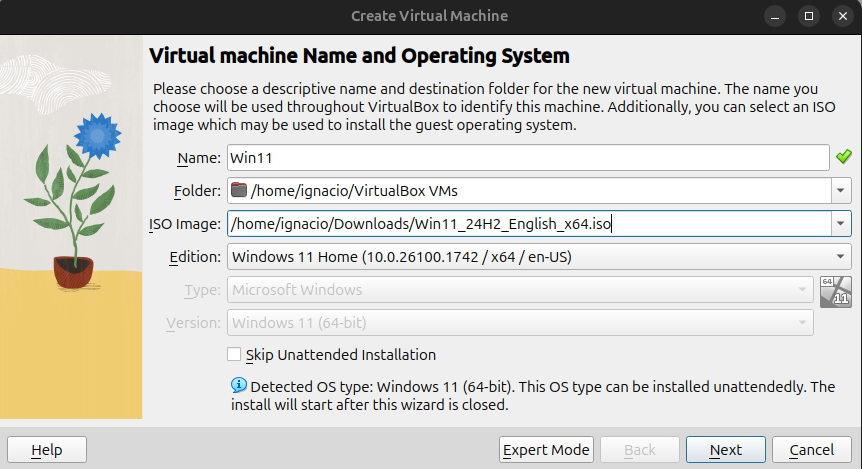 Create Virtual Machine
Virtual machine Name and Operating System
Please choose a descriptive name and destination folder for the new virtual machine. The name you
choose will be used throughout VirtualBox to identify this machine. Additionally, you can select an ISO
image which may be used to install the guest operating system.
Name: Win11
Folder: /home/ignacio/VirtualBox VMs
ISO Image: /home/ignacio/Downloads/Win11_24H2_English_x64.iso
Edition: Windows 11 Home (10.0.26100.1742 / x64 / en-US)
Type: Microsoft Windows
64
11
Version: Windows 11 (64-bit)
Skip Unattended Installation
Detected OS type: Windows 11 (64-bit). This OS type can be installed unattendedly. The
install will start after this wizard is closed.
Help Expert Mode Back Next Cancel